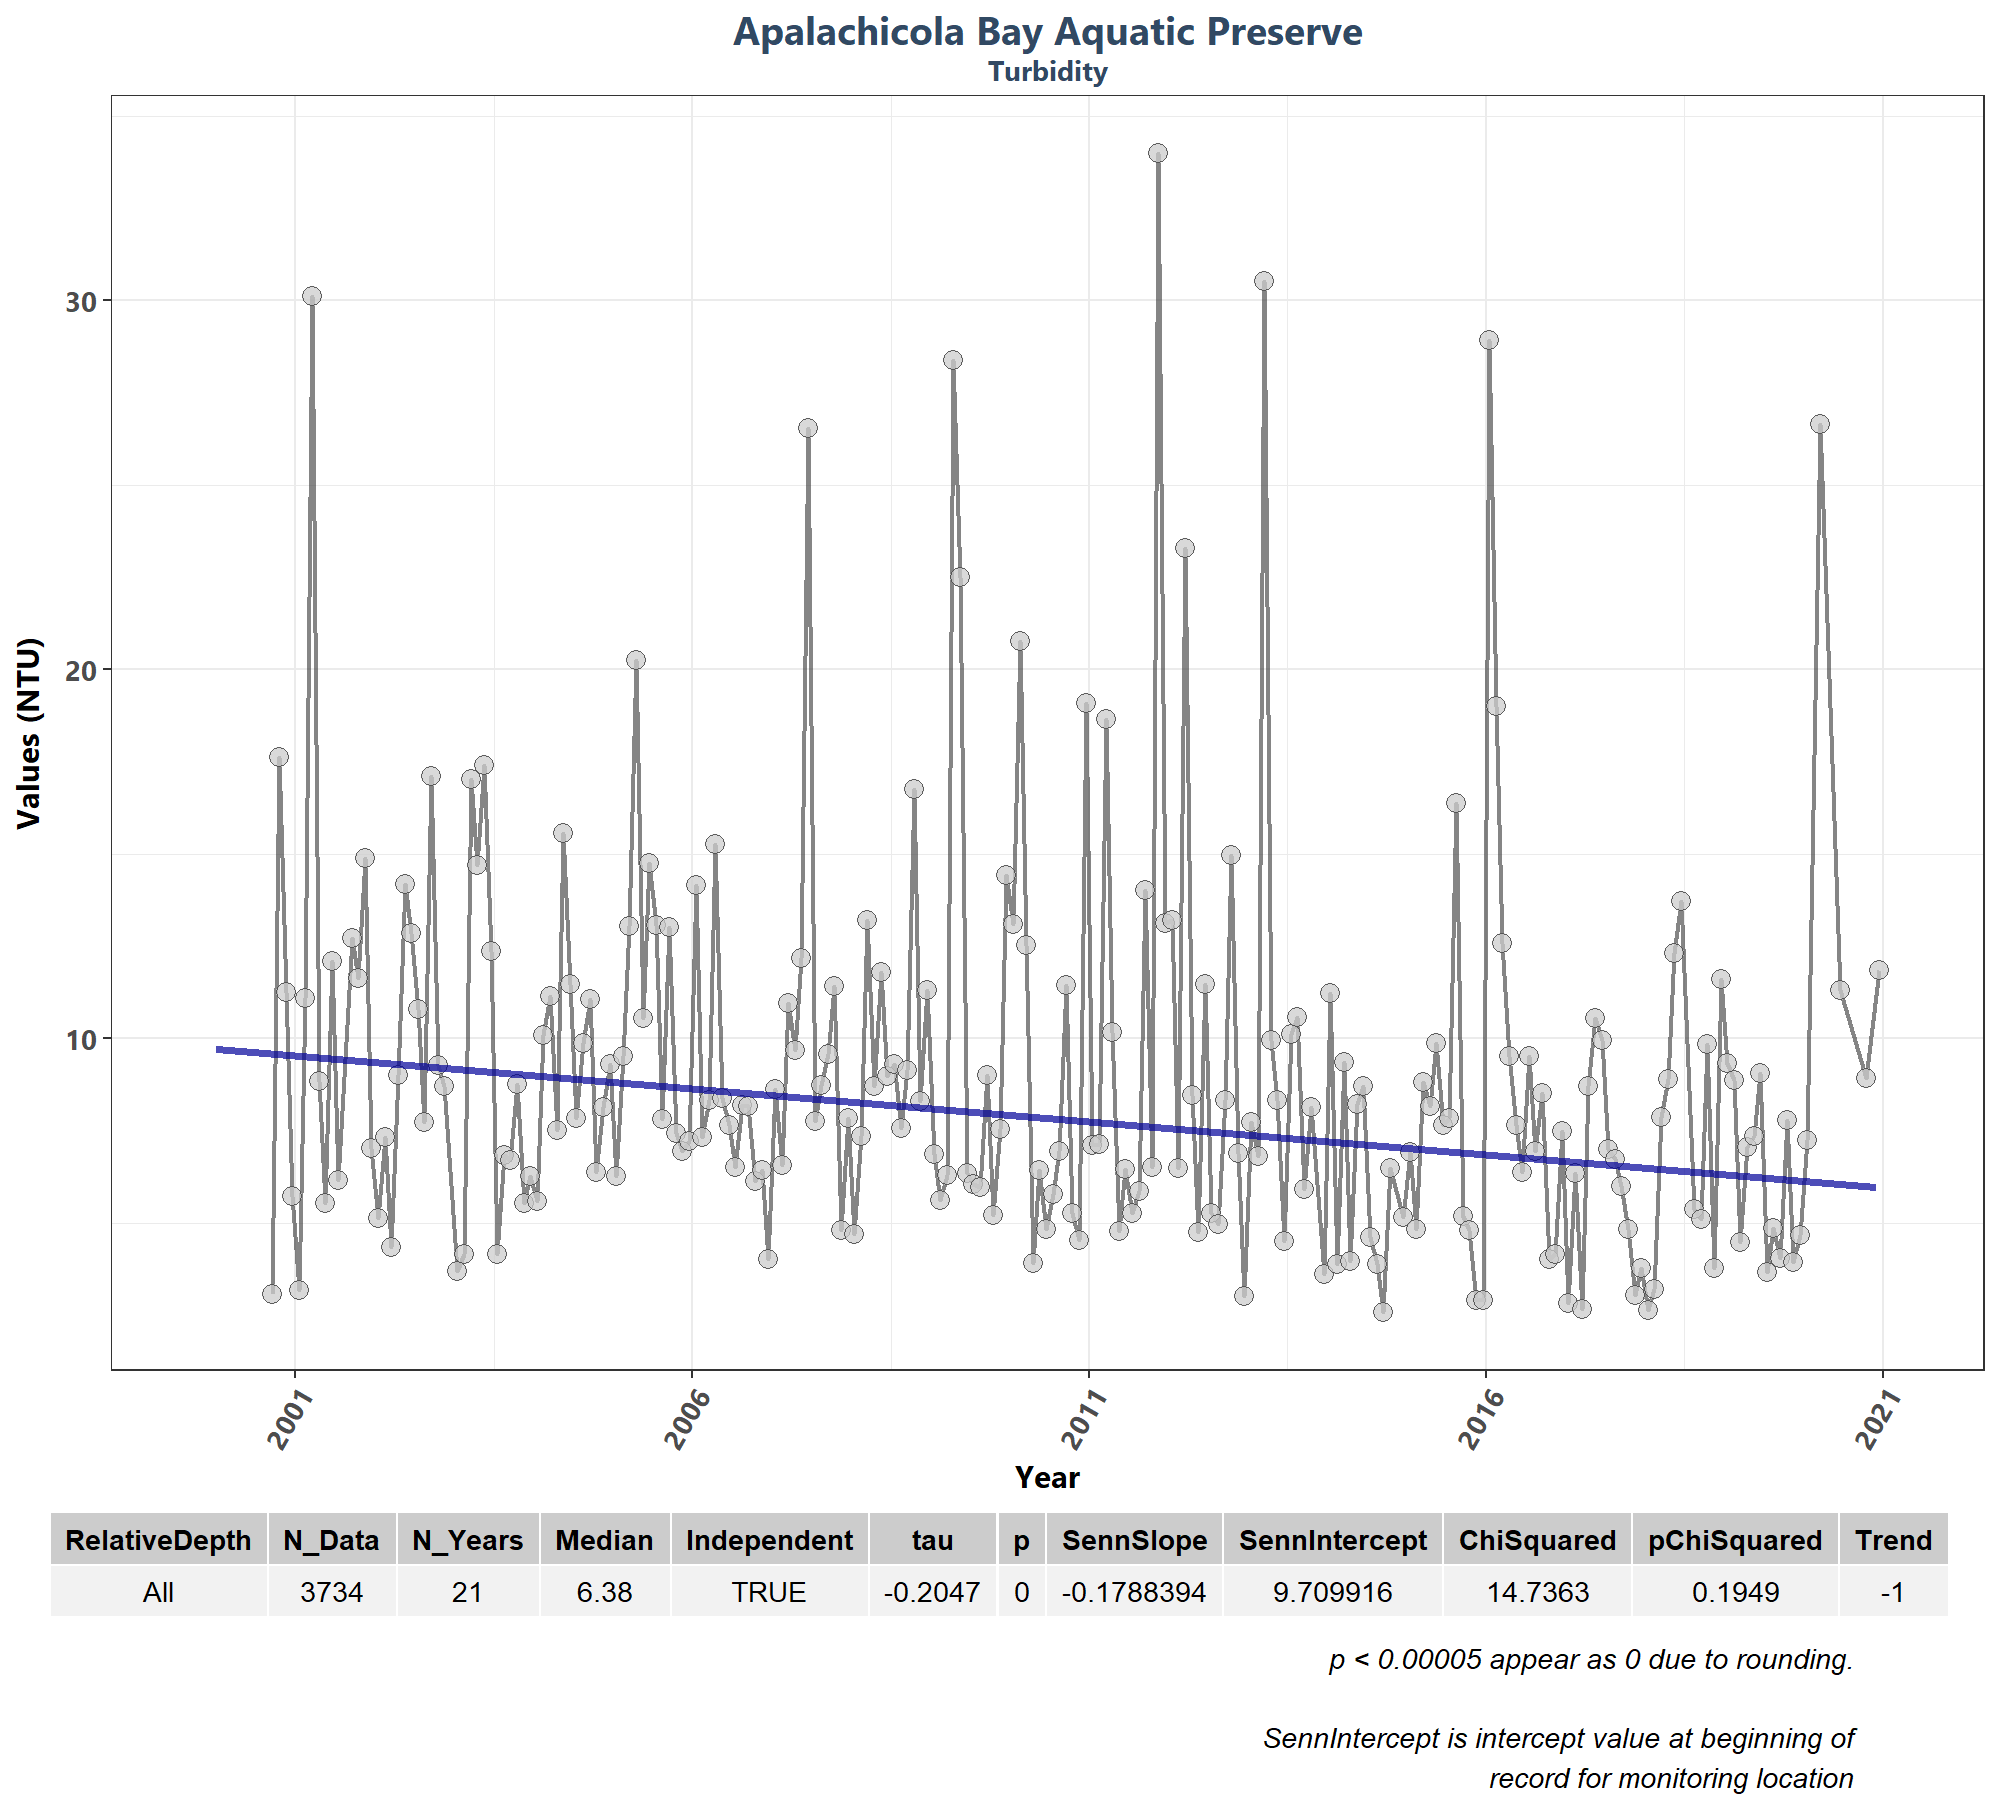 Apalachicola Bay Aquatic Preserve
Turbidity
Values (NTU)
30
20
10
2001 2006 2011 2016 2021
Year
RelativeDepth N_Data N_Years Median Independent tau p SennSlope SennIntercept ChiSquared pChiSquared Trend
All 3734 21 6.38 TRUE -0.2047 0 -0.1788394 9.709916 14.7363 0.1949 -1
p < 0.00005 appear as 0 due to rounding.
SennIntercept is intercept value at beginning of
record for monitoring location